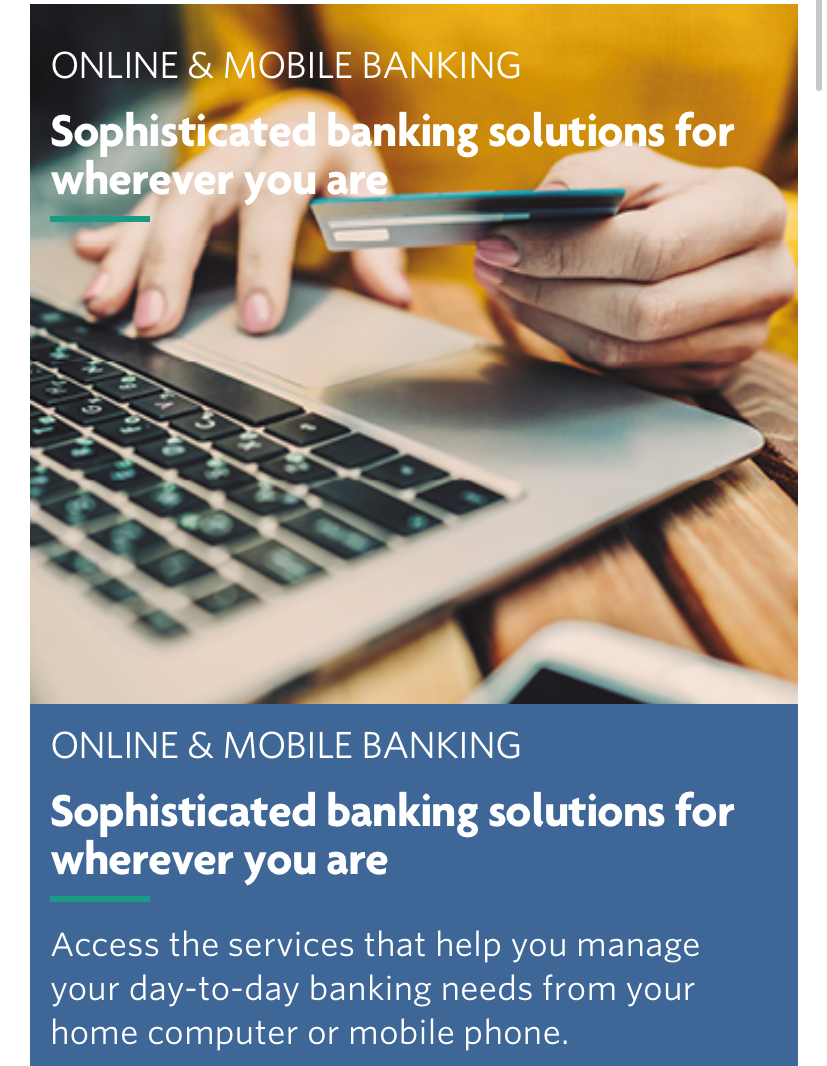 ONLINE & MOBILE BANKING
Sophisticated banking solutions for
wherever you are
ONLINE & MOBILE BANKING
Sophisticated banking solutions for
wherever you are
Access the services that help you manage
your day-to-day banking needs from your
home computer or mobile phone.